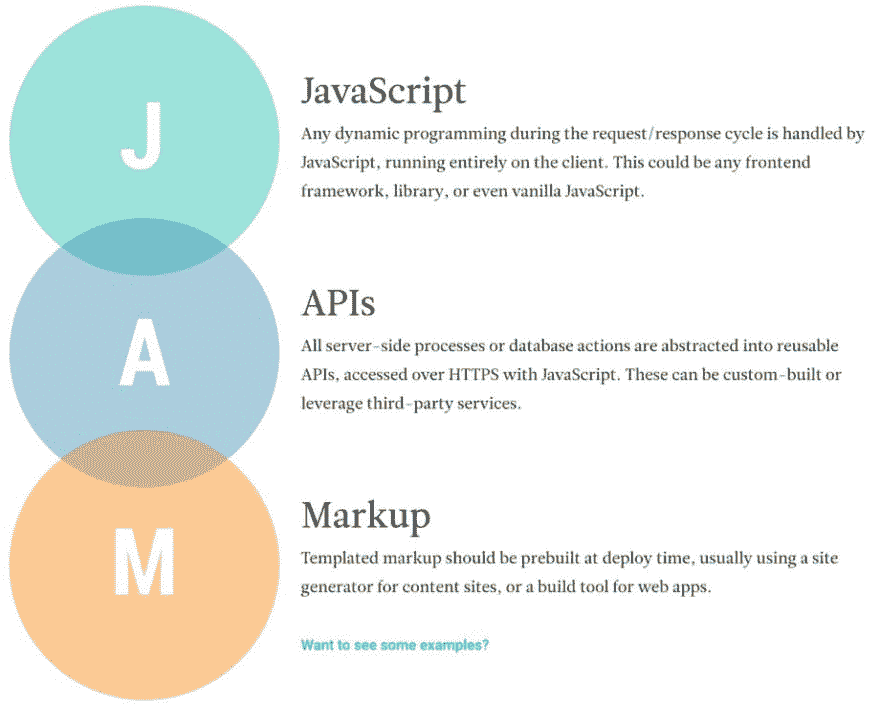 J
JavaScript
Any dynamic programming during the request/response cycle is handled by
JavaScript, running entirely on the client. This could be any frontend
framework, library, or even vanilla JavaScript.
A
APIs
All server-side processes or database actions are abstracted into reusable
APIs, accessed over HTTPS with JavaScript. These can be custom-built or
leverage third-party services.
M
Markup
Templated markup should be prebuilt at deploy time, usually using a site
generator for content sites, or a build tool for web apps.
Want to see some examples?